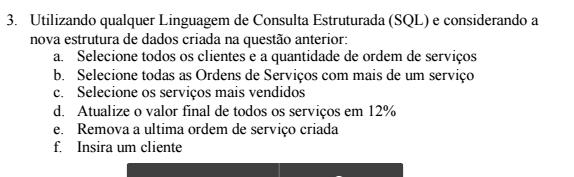 3. Utilizando qualquer Linguagem de Consulta Estruturada (SQL) e considerando a
nova estrutura de dados criada na questão anterior:
a. Selecione todos os clientes e a quantidade de ordem de serviços
b. Selecione todas as Ordens de Serviços com mais de um serviço
c. Selecione os serviços mais vendidos
d. Atualize o valor final de todos os serviços em 12%
e. Remova a ultima ordem de serviço criada
f. Insira um cliente